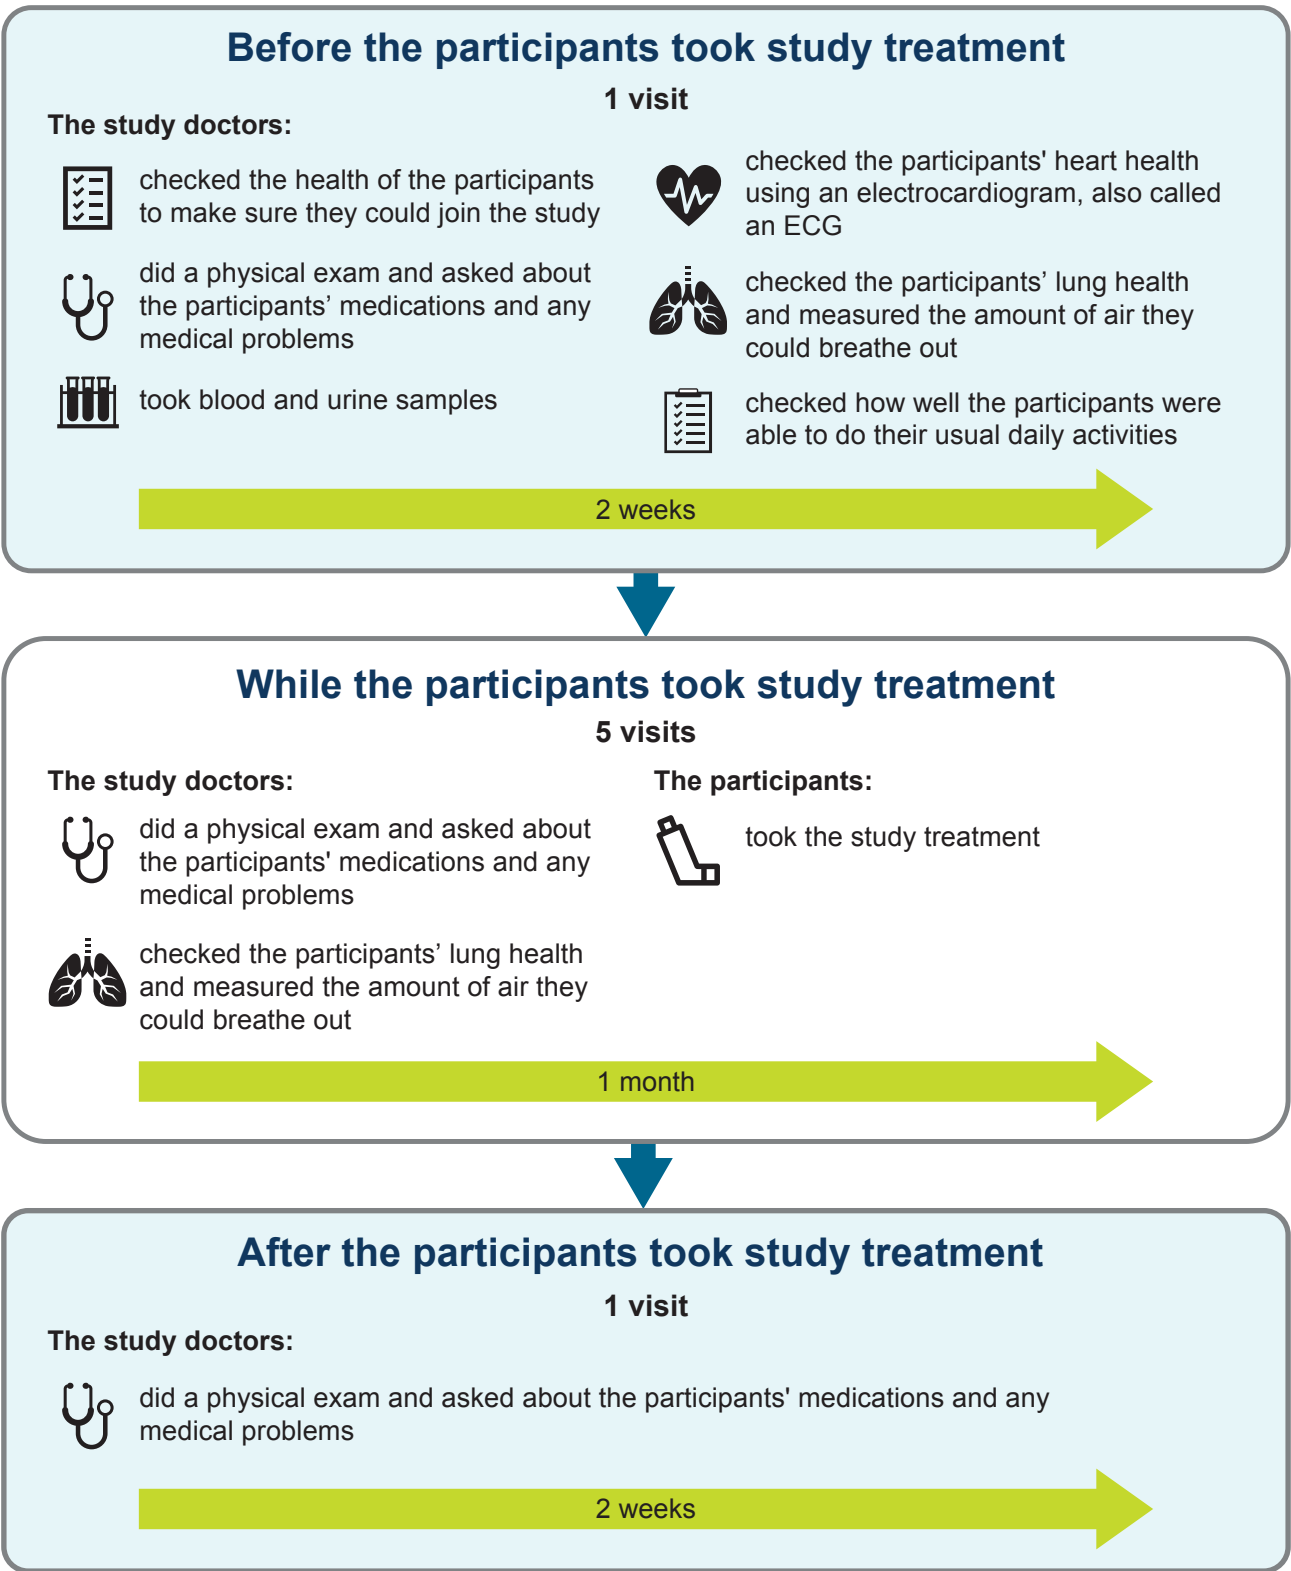 Before the participants took study treatment
1 visit
The study doctors:
checked the health of the participants
to make sure they could join the study
did a physical exam and asked about
the participants’ medications and any
medical problems
took blood and urine samples
checked the participants' heart health
using an electrocardiogram, also called
an ECG
checked the participants’ lung health
and measured the amount of air they
could breathe out
checked how well the participants were
able to do their usual daily activities
2 weeks
While the participants took study treatment
5 visits
The study doctors:
did a physical exam and asked about
the participants' medications and any
medical problems
checked the participants’ lung health
and measured the amount of air they
could breathe out
The participants:
took the study treatment
1 month
After the participants took study treatment
1 visit
The study doctors:
did a physical exam and asked about the participants' medications and any
medical problems
2 weeks